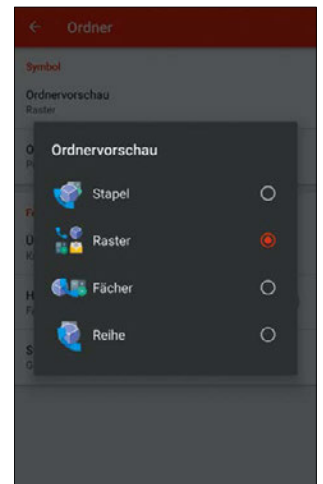 Ordner
Symbol
Ordnervorschau
Raster
Ordnervorschau
Stapel
Raster
Fächer
Reihe